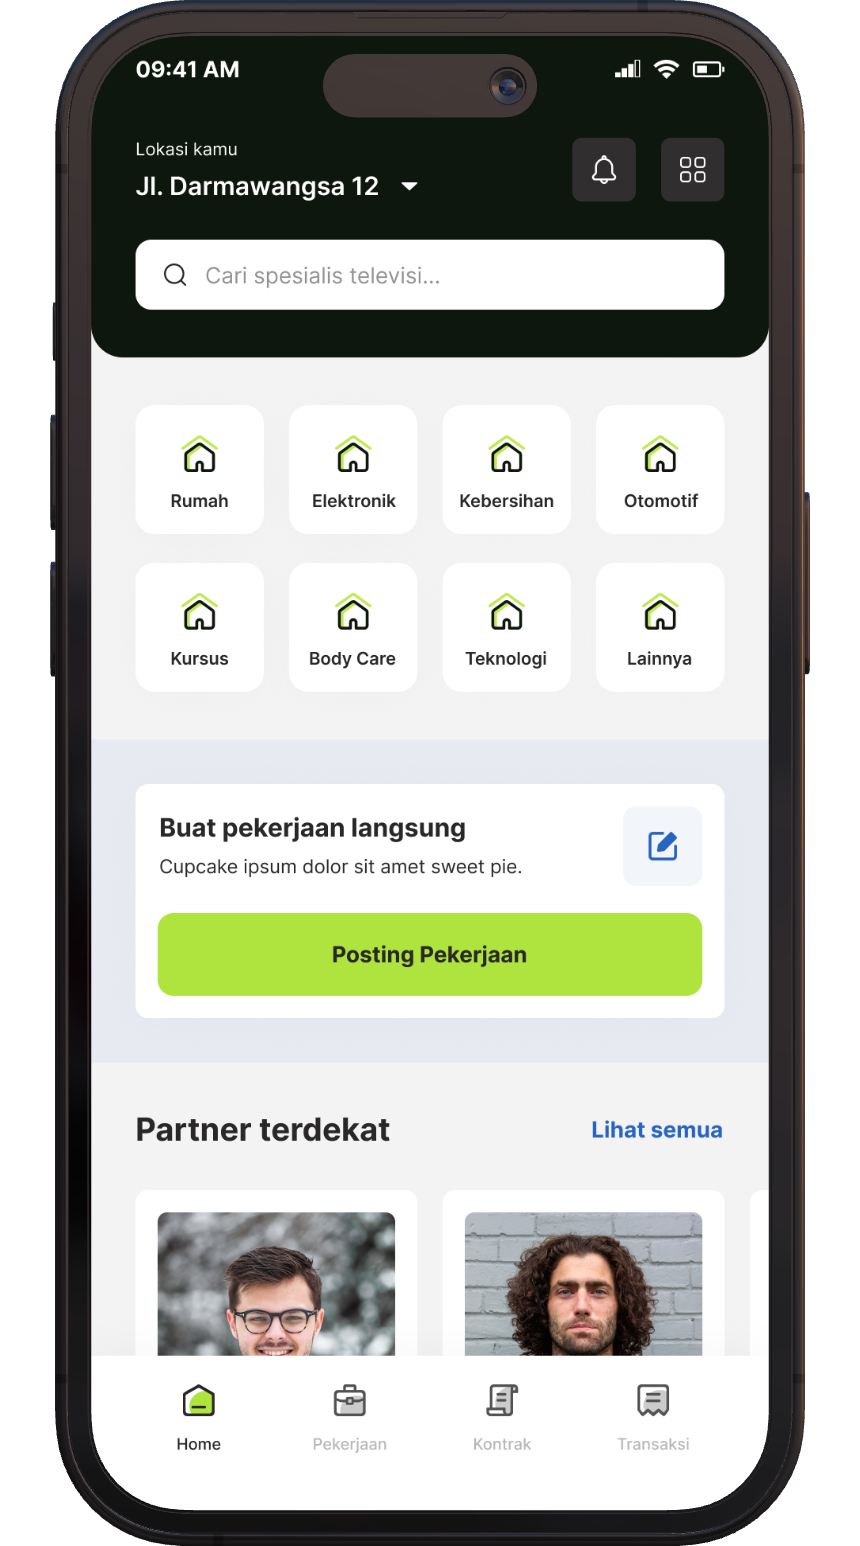 09:41 AM
Lokasi kamu
Jl. Darmawangsa 12
Cari spesialis televisi...
Rumah
Elektronik
Kebersihan
Otomotif
Kursus
Body Care
Teknologi
Lainnya
Buat pekerjaan langsung
Cupcake ipsum dolor sit amet sweet pie.
Posting Pekerjaan
Partner terdekat
Lihat semua
Home
Pekerjaan
Kontrak
Transaksi